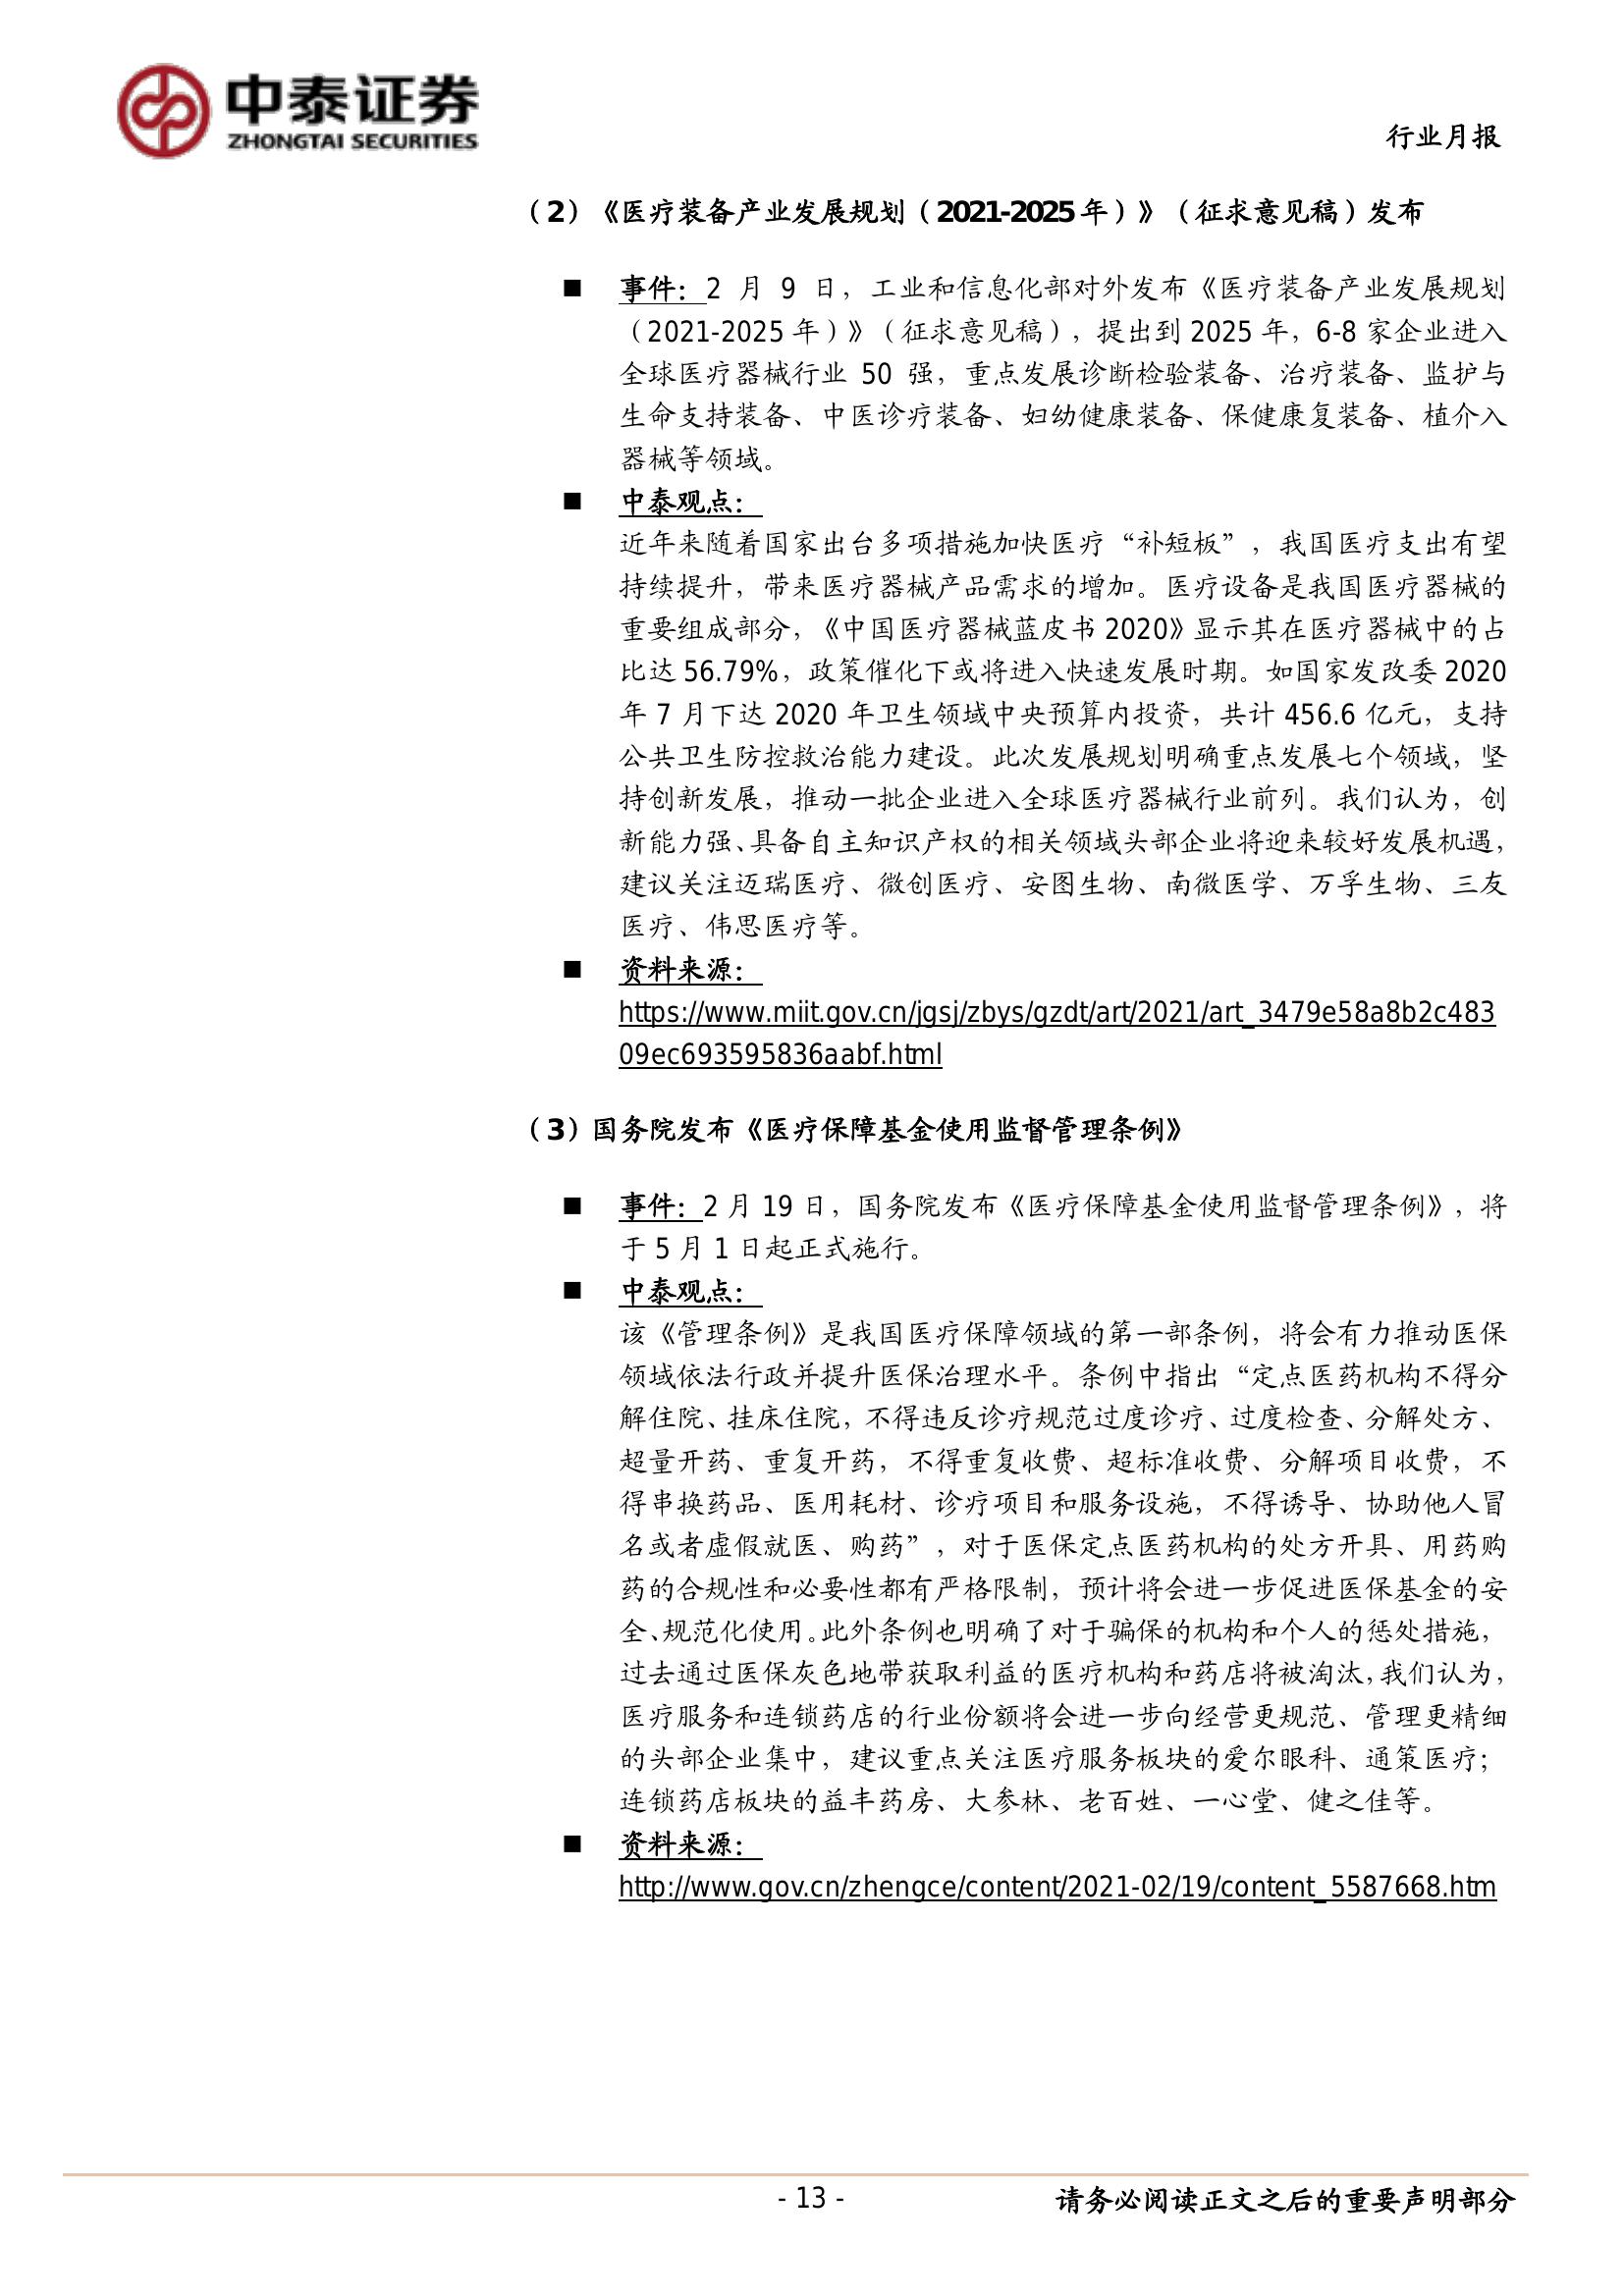 中泰证券
ZHONGTAI SECURITIES
行业月报
（2）《医疗装备产业发展规划（2021-2025 年）》（征求意见稿）发布
■ 事件：2 月 9 日，工业和信息化部对外发布《医疗装备产业发展规划
（2021-2025 年）》（征求意见稿），提出到 2025 年，6-8 家企业进入
全球医疗器械行业 50 强，重点发展诊断检验装备、治疗装备、监护与
生命支持装备、中医诊疗装备、妇幼健康装备、保健康复装备、植介入
器械等领域。
■ 中泰观点：
近年来随着国家出台多项措施加快医疗“补短板”，我国医疗支出有望
持续提升，带来医疗器械产品需求的增加。医疗设备是我国医疗器械的
重要组成部分，《中国医疗器械蓝皮书 2020》显示其在医疗器械中的占
比达 56.79%，政策催化下或将进入快速发展时期。如国家发改委 2020
年 7 月下达 2020 年卫生领域中央预算内投资，共计 456.6 亿元，支持
公共卫生防控救治能力建设。此次发展规划明确重点发展七个领域，坚
持创新发展，推动一批企业进入全球医疗器械行业前列。我们认为，创
新能力强、具备自主知识产权的相关领域头部企业将迎来较好发展机遇，
建议关注迈瑞医疗、微创医疗、安图生物、南微医学、万孚生物、三友
医疗、伟思医疗等。
■ 资料来源：
https://www.miit.gov.cn/jgsj/zbys/gzdt/art/2021/art_3479e58a8b2c483
09ec693595836aabf.html
（3）国务院发布《医疗保障基金使用监督管理条例》
■ 事件：2 月 19 日，国务院发布《医疗保障基金使用监督管理条例》，将
于 5 月 1 日起正式施行。
■ 中泰观点：
该《管理条例》是我国医疗保障领域的第一部条例，将会有力推动医保
领域依法行政并提升医保治理水平。条例中指出“定点医药机构不得分
解住院、挂床住院，不得违反诊疗规范过度诊疗、过度检查、分解处方、
超量开药、重复开药，不得重复收费、超标准收费、分解项目收费，不
得串换药品、医用耗材、诊疗项目和服务设施，不得诱导、协助他人冒
名或者虚假就医、购药”，对于医保定点医药机构的处方开具、用药购
药的合规性和必要性都有严格限制，预计将会进一步促进医保基金的安
全、规范化使用。此外条例也明确了对于骗保的机构和个人的惩处措施，
过去通过医保灰色地带获取利益的医疗机构和药店将被淘汰，我们认为，
医疗服务和连锁药店的行业份额将会进一步向经营更规范、管理更精细
的头部企业集中，建议重点关注医疗服务板块的爱尔眼科、通策医疗；
连锁药店板块的益丰药房、大参林、老百姓、一心堂、健之佳等。
■ 资料来源：
http://www.gov.cn/zhengce/content/2021-02/19/content_5587668.htm
- 13 -
请务必阅读正文之后的重要声明部分